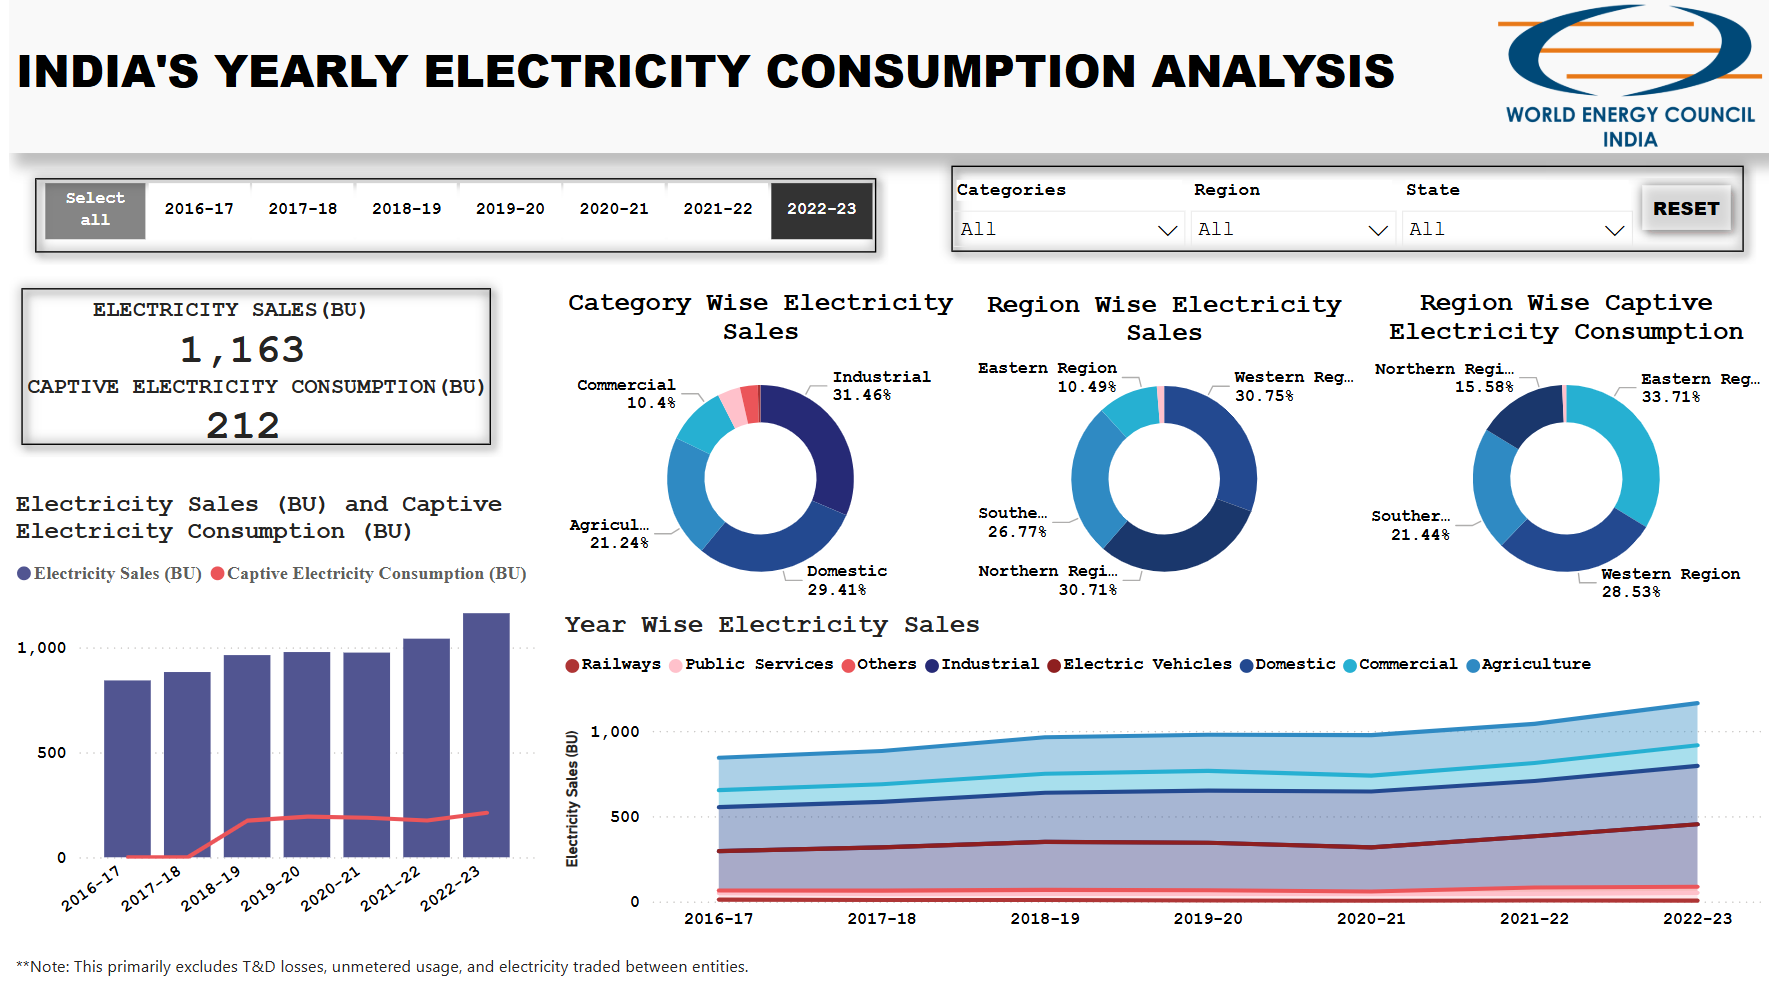 INDIA'S YEARLY ELECTRICITY CONSUMPTION ANALYSIS
WORLD ENERGY COUNCIL
INDIA
Select
all
2016-17
2017-18
2018-19
2019-20
2020-21
2021-22
2022-23
Categories
All
Region
All
State
All
RESET
ELECTRICITY SALES(BU)
1,163
CAPTIVE ELECTRICITY CONSUMPTION(BU)
212
Category Wise Electricity
Sales
Commercial
10.4%
Industrial
31.46%
Agricul...
21.24%
Domestic
29.41%
Region Wise Electricity
Sales
Eastern Region
10.49%
Western Reg...
30.75%
Southe...
26.77%
Northern Regi...
30.71%
Region Wise Captive
Electricity Consumption
Northern Regi...
15.58%
Eastern Reg...
33.71%
Souther...
21.44%
Western Region
28.53%
Electricity Sales (BU) and Captive
Electricity Consumption (BU)
Electricity Sales (BU) Captive Electricity Consumption (BU)
1,000
500
0
2016-17
2017-18
2018-19
2019-20
2020-21
2021-22
2022-23
Year Wise Electricity Sales
Railways Public Services Others Industrial Electric Vehicles Domestic Commercial Agriculture
Electricity Sales (BU)
1,000
500
0
2016-17
2017-18
2018-19
2019-20
2020-21
2021-22
2022-23
**Note: This primarily excludes T&D losses, unmetered usage, and electricity traded between entities.